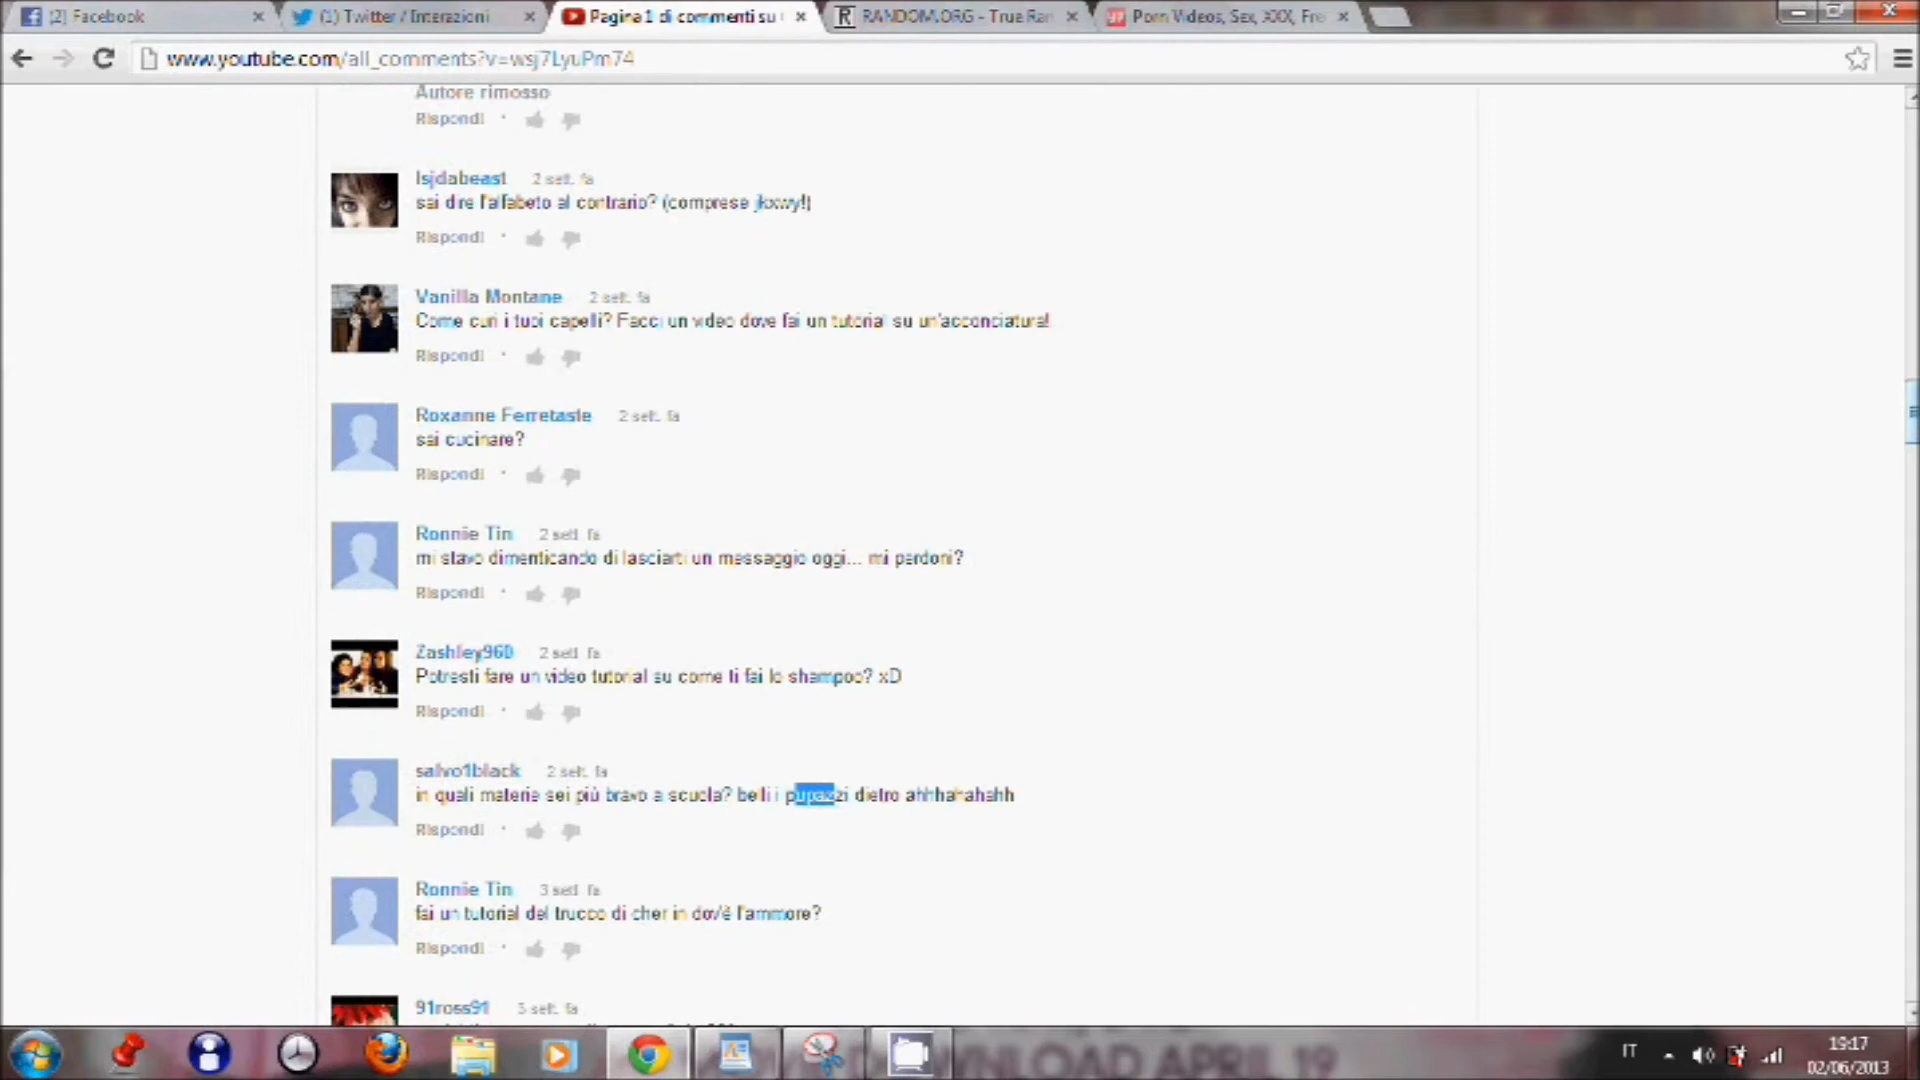 (2) Facebook
(1) Twitter / Interazioni
Pagina 1 di commenti su
RANDOM.ORG - True Ran
Porn Videos, Sex, XXX, Fre
www.youtube.com/all_comments?v=wsj7LyuPm74
Autore rimosso
Rispondi
lsjdabeast 2 sett. fa
sai dire l'alfabeto al contrario? (comprese jkxwy!)
Rispondi
Vanilla Montane 2 sett. fa
Come curi i tuoi capelli? Facci un video dove fai un tutorial su un'acconciatura!
Rispondi
Roxanne Ferretaste 2 sett. fa
sai cucinare?
Rispondi
Ronnie Tin 2 sett. fa
mi stavo dimenticando di lasciarti un messaggio oggi... mi perdoni?
Rispondi
Zashley960 2 sett. fa
Potresti fare un video tutorial su come ti fai lo shampoo? xD
Rispondi
salvo1black 2 sett. fa
in quali materie sei più bravo a scuola? belli i pupazzi dietro ahhhahahahh
Rispondi
Ronnie Tin 3 sett. fa
fai un tutorial del trucco di cher in dov'è l'ammore?
Rispondi
91ross91 3 sett. fa
DOWNLOAD APRIL 19
IT
19:17
02/06/2013